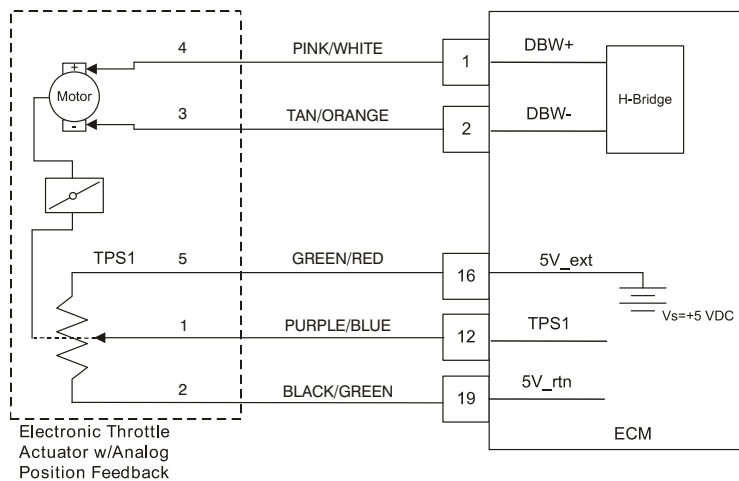 4 PINK/WHITE 1 DBW+
+
Motor
-
H-Bridge
3 TAN/ORANGE 2 DBW-
TPS1 5 GREEN/RED 16 5V_ext
Vs=+5 VDC
1 PURPLE/BLUE 12 TPS1
2 BLACK/GREEN 19 5V_rtn
ECM
Electronic Throttle
Actuator w/Analog
Position Feedback